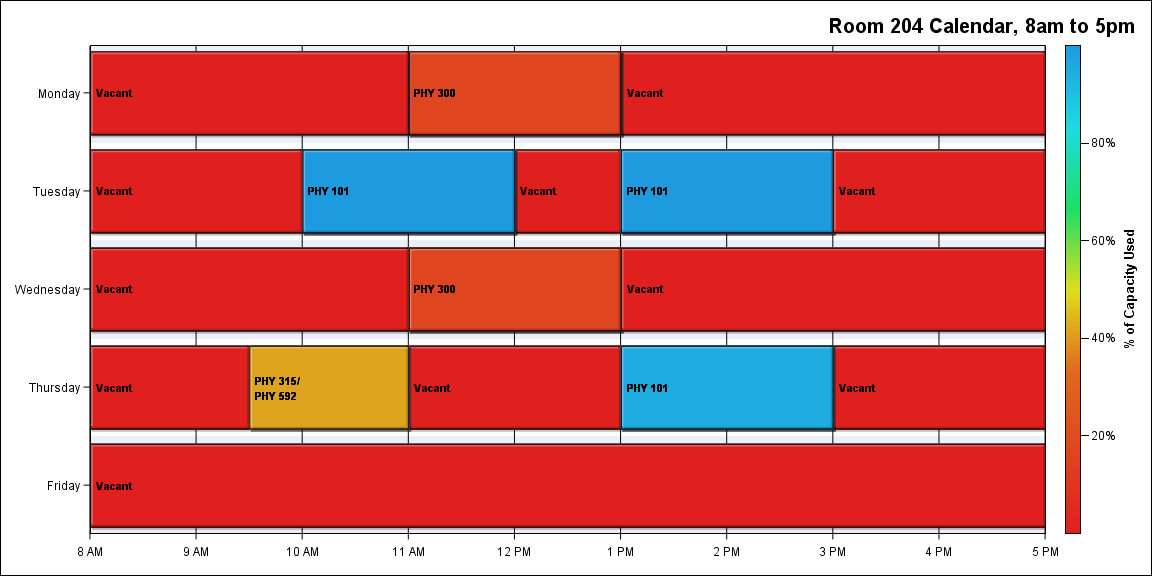 Room 204 Calendar, 8am to 5pm
Monday
Vacant
PHY 300
Vacant
Tuesday
Vacant
PHY 101
Vacant
PHY 101
Vacant
Wednesday
Vacant
PHY 300
Vacant
Thursday
Vacant
PHY 315/
PHY 592
Vacant
PHY 101
Vacant
Friday
Vacant
8 AM
9 AM
10 AM
11 AM
12 PM
1 PM
2 PM
3 PM
4 PM
5 PM
80%
60%
40%
20%
% of Capacity Used